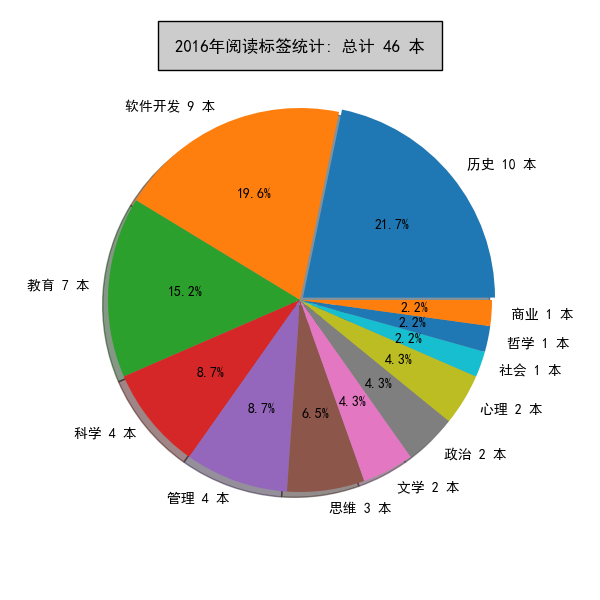 2016年阅读标签统计: 总计 46 本
软件开发 9 本
历史 10 本
19.6%
21.7%
教育 7 本
15.2%
2.2%
商业 1 本
2.2%
哲学 1 本
2.2%
社会 1 本
4.3%
心理 2 本
8.7%
4.3%
政治 2 本
科学 4 本
8.7%
6.5%
4.3%
文学 2 本
管理 4 本
思维 3 本